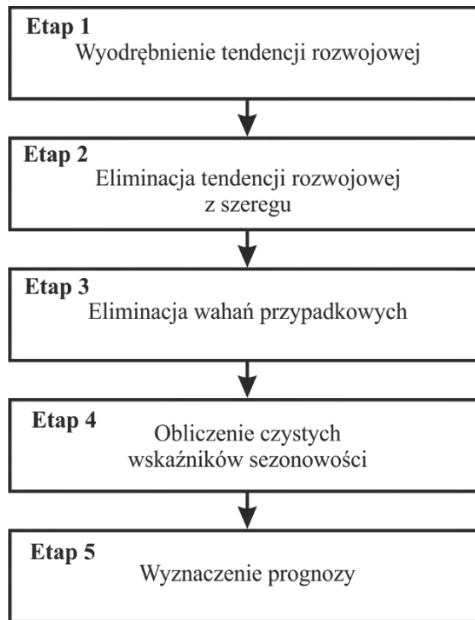 Etap 1
Wyodrębnienie tendencji rozwojowej
Etap 2
Eliminacja tendencji rozwojowej
z szeregu
Etap 3
Eliminacja wahań przypadkowych
Etap 4
Obliczenie czystych
wskaźników sezonowości
Etap 5
Wyznaczenie prognozy